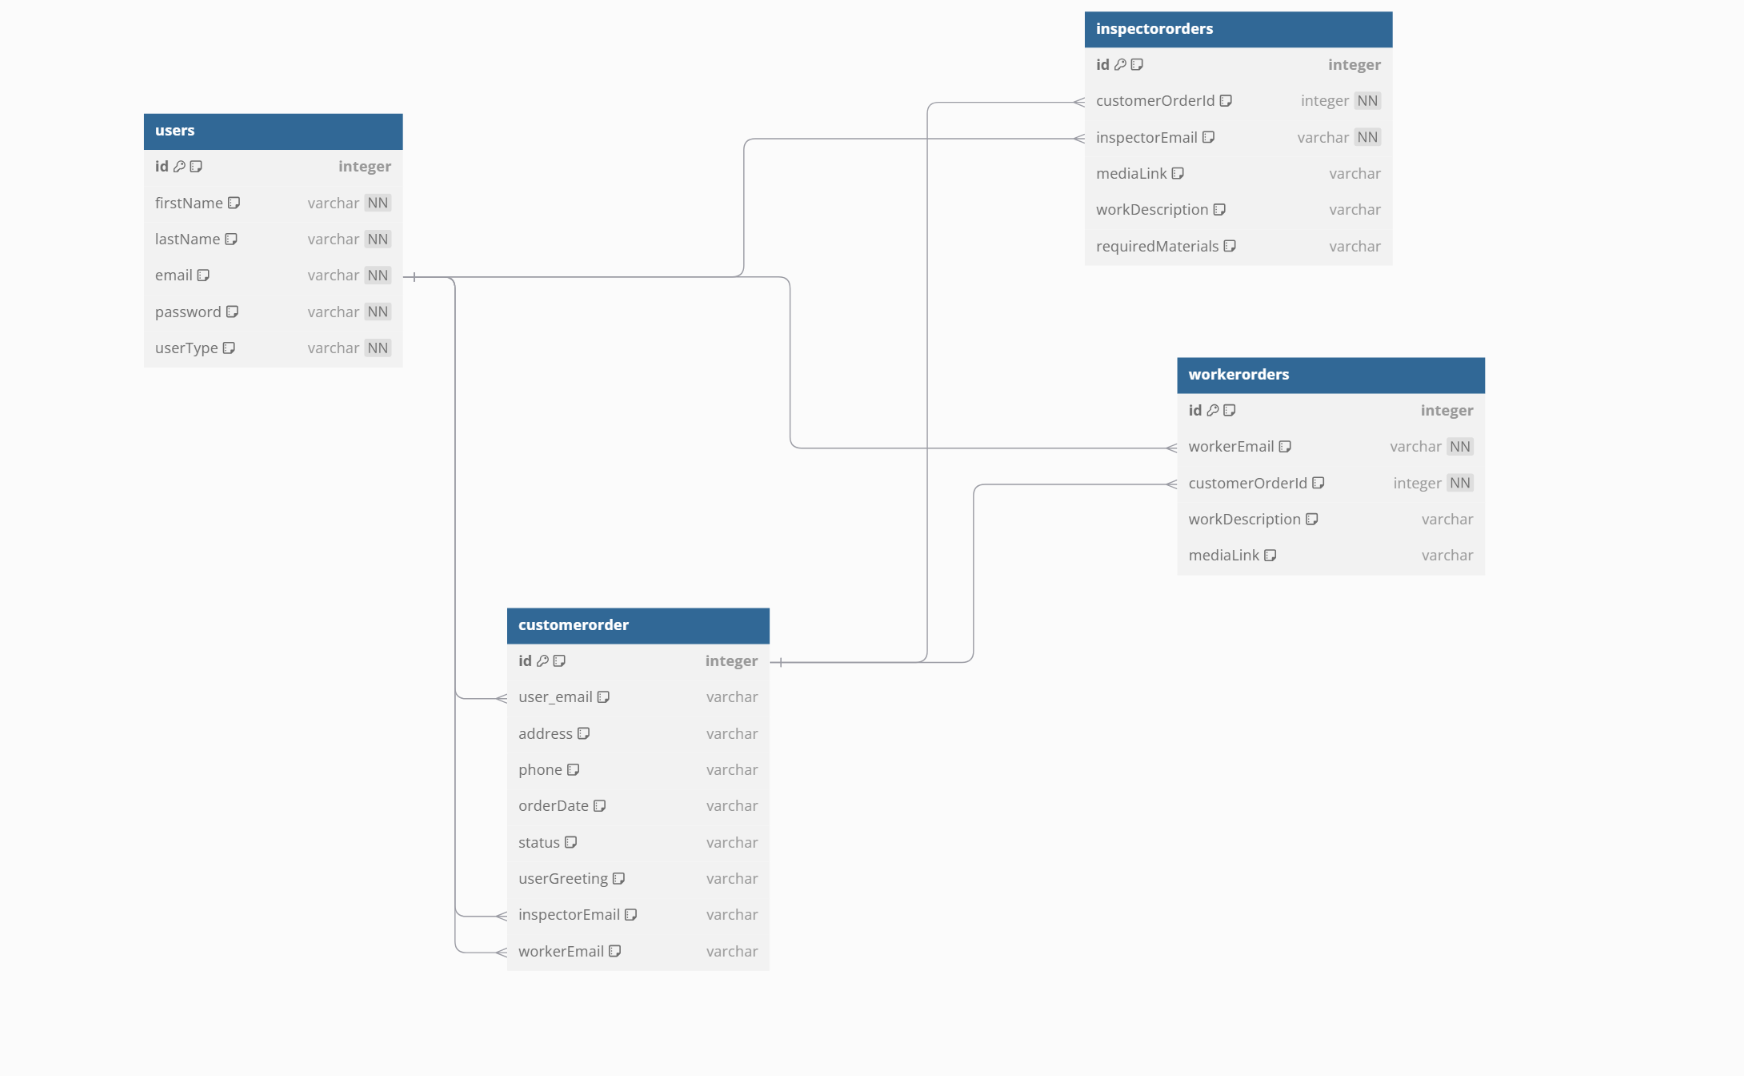 users
id integer
firstName varchar NN
lastName varchar NN
email varchar NN
password varchar NN
userType varchar NN
inspectororders
id integer
customerOrderId integer NN
inspectorEmail varchar NN
mediaLink varchar
workDescription varchar
requiredMaterials varchar
workerorders
id integer
workerEmail varchar NN
customerOrderId integer NN
workDescription varchar
mediaLink varchar
customerorder
id integer
user_email varchar
address varchar
phone varchar
orderDate varchar
status varchar
userGreeting varchar
inspectorEmail varchar
workerEmail varchar